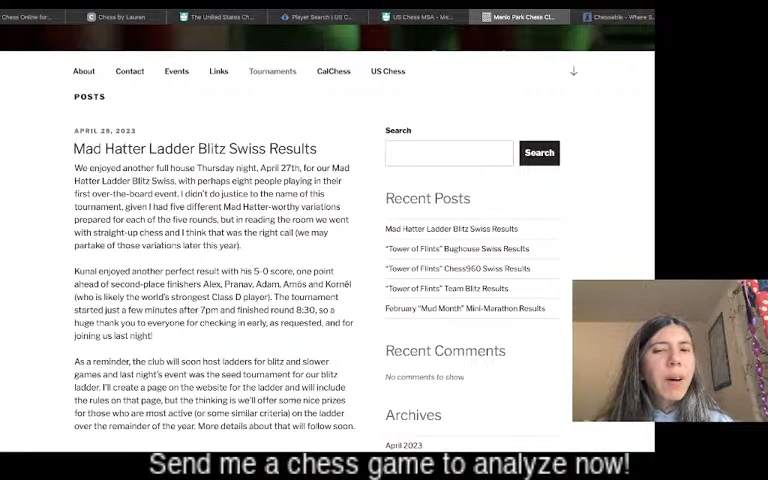 Chess Online for...
Chess by Lauren
The United States Ch...
Player Search | US C...
US Chess MSA - Me...
Menlo Park Chess Cl...
Chessable - Where S...
About Contact Events Links Tournaments CalChess US Chess
POSTS
APRIL 28, 2023
Mad Hatter Ladder Blitz Swiss Results
We enjoyed another full house Thursday night, April 27th, for our Mad
Hatter Ladder Blitz Swiss, with perhaps eight people playing in their
first over-the-board event. I didn't do justice to the name of this
tournament, given I had five different Mad Hatter-worthy variations
prepared for each of the five rounds, but in reading the room we went
with straight-up chess and I think that was the right call (we may
partake of those variations later this year).
Kunal enjoyed another perfect result with his 5-0 score, one point
ahead of second-place finishers Alex, Pranav, Adam, Amós and Kornél
(who is likely the world's strongest Class D player). The tournament
started just a few minutes after 7pm and finished round 8:30, so a
huge thank you to everyone for checking in early, as requested, and for
joining us last night!
As a reminder, the club will soon host ladders for blitz and slower
games and last night's event was the seed tournament for our blitz
ladder. I'll create a page on the website for the ladder and will include
the rules on that page, but the thinking is we'll offer some nice prizes
for those who are most active (or some similar criteria) on the ladder
over the remainder of the year. More details about that will follow soon.
Search
Search
Recent Posts
Mad Hatter Ladder Blitz Swiss Results
"Tower of Flints" Bughouse Swiss Results
"Tower of Flints" Chess960 Swiss Results
"Tower of Flints" Team Blitz Results
February "Mud Month" Mini-Marathon Results
Recent Comments
No comments to show.
Archives
April 2023
Send me a chess game to analyze now!